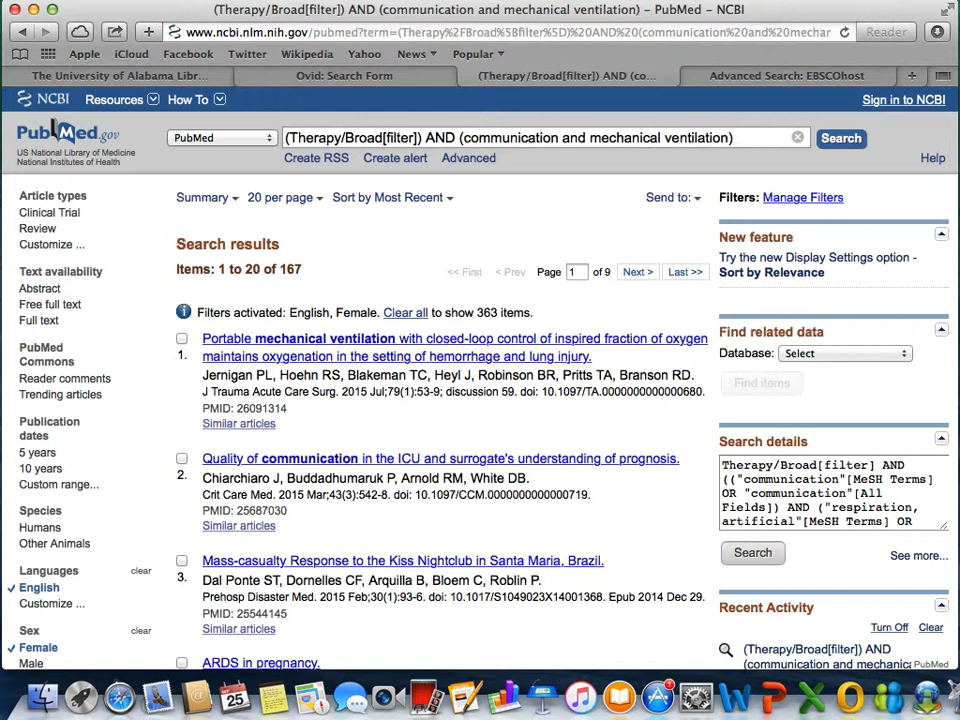 (Therapy/Broad[filter]) AND (communication and mechanical ventilation) - PubMed - NCBI
www.ncbi.nlm.nih.gov/pubmed?term=(Therapy%2FBroad%5Bfilter%5D)%20AND%20(communication%20and%20mechar
Reader
Apple iCloud Facebook Twitter Wikipedia Yahoo News Popular
The University of Alabama Libr... Ovid: Search Form (Therapy/Broad[filter]) AND (co... Advanced Search: EBSCOhost
NCBI Resources How To Sign in to NCBI
PubMed.gov
US National Library of Medicine
National Institutes of Health
PubMed (Therapy/Broad[filter]) AND (communication and mechanical ventilation) Search
Create RSS Create alert Advanced Help
Article types
Clinical Trial
Review
Customize ...
Text availability
Abstract
Free full text
Full text
PubMed
Commons
Reader comments
Trending articles
Publication
dates
5 years
10 years
Custom range...
Species
Humans
Other Animals
Languages clear
English
Customize ...
Sex clear
Female
Male
Summary 20 per page Sort by Most Recent Send to:
Search results
Items: 1 to 20 of 167
<< First < Prev Page 1 of 9 Next > Last >>
Filters activated: English, Female. Clear all to show 363 items.
Portable mechanical ventilation with closed-loop control of inspired fraction of oxygen
1. maintains oxygenation in the setting of hemorrhage and lung injury.
Jernigan PL, Hoehn RS, Blakeman TC, Heyl J, Robinson BR, Pritts TA, Branson RD.
J Trauma Acute Care Surg. 2015 Jul;79(1):53-9; discussion 59. doi: 10.1097/TA.0000000000000680.
PMID: 26091314
Similar articles
Quality of communication in the ICU and surrogate's understanding of prognosis.
2. Chiarchiaro J, Buddadhumaruk P, Arnold RM, White DB.
Crit Care Med. 2015 Mar;43(3):542-8. doi: 10.1097/CCM.0000000000000719.
PMID: 25687030
Similar articles
Mass-casualty Response to the Kiss Nightclub in Santa Maria, Brazil.
3. Dal Ponte ST, Dornelles CF, Arquilla B, Bloem C, Roblin P.
Prehosp Disaster Med. 2015 Feb;30(1):93-6. doi: 10.1017/S1049023X14001368. Epub 2014 Dec 29.
PMID: 25544145
Similar articles
ARDS in pregnancy.
Filters: Manage Filters
New feature
Try the new Display Settings option -
Sort by Relevance
Find related data
Database: Select
Find items
Search details
Therapy/Broad[filter] AND
(("communication"[MeSH Terms]
OR "communication"[All
Fields]) AND ("respiration,
artificial"[MeSH Terms] OR
Search See more...
Recent Activity
Turn Off Clear
(Therapy/Broad[filter]) AND
(communication and mechanica PubMed
25